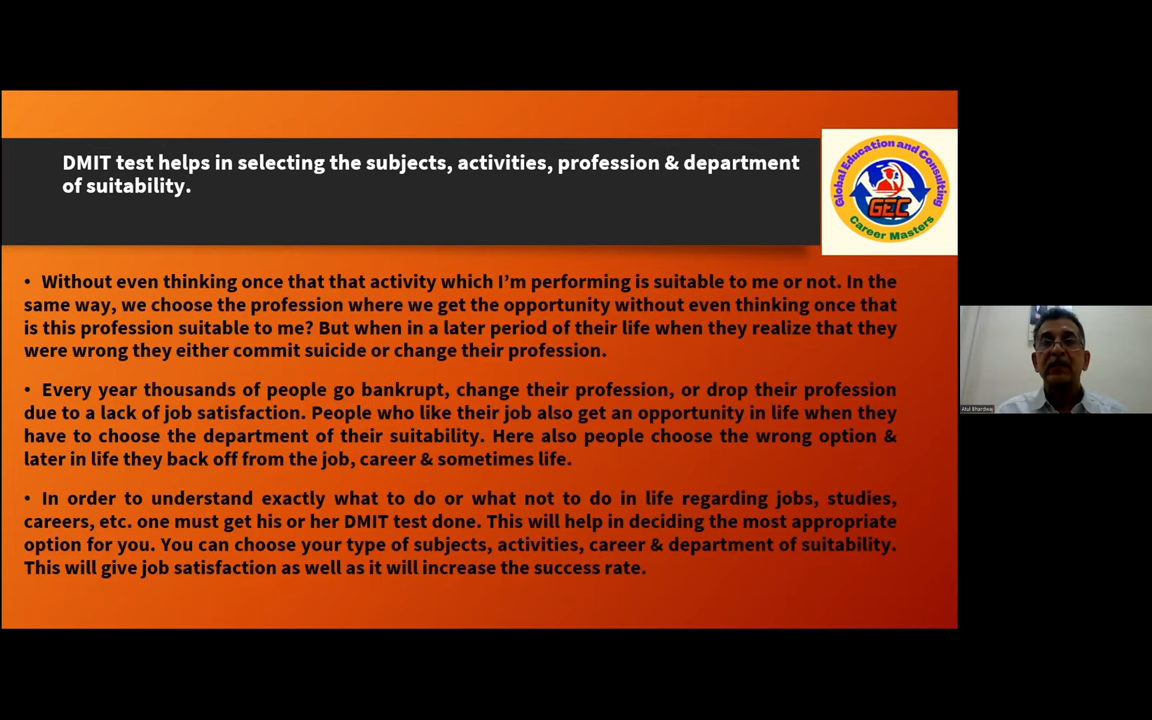 DMIT test helps in selecting the subjects, activities, profession & department
of suitability.
Global Education and Consulting
GEC
Career Masters
• Without even thinking once that that activity which I'm performing is suitable to me or not. In the
same way, we choose the profession where we get the opportunity without even thinking once that
is this profession suitable to me? But when in a later period of their life when they realize that they
were wrong they either commit suicide or change their profession.
• Every year thousands of people go bankrupt, change their profession, or drop their profession
due to a lack of job satisfaction. People who like their job also get an opportunity in life when they
have to choose the department of their suitability. Here also people choose the wrong option &
later in life they back off from the job, career & sometimes life.
• In order to understand exactly what to do or what not to do in life regarding jobs, studies,
careers, etc. one must get his or her DMIT test done. This will help in deciding the most appropriate
option for you. You can choose your type of subjects, activities, career & department of suitability.
This will give job satisfaction as well as it will increase the success rate.
Atul Bhardwaj